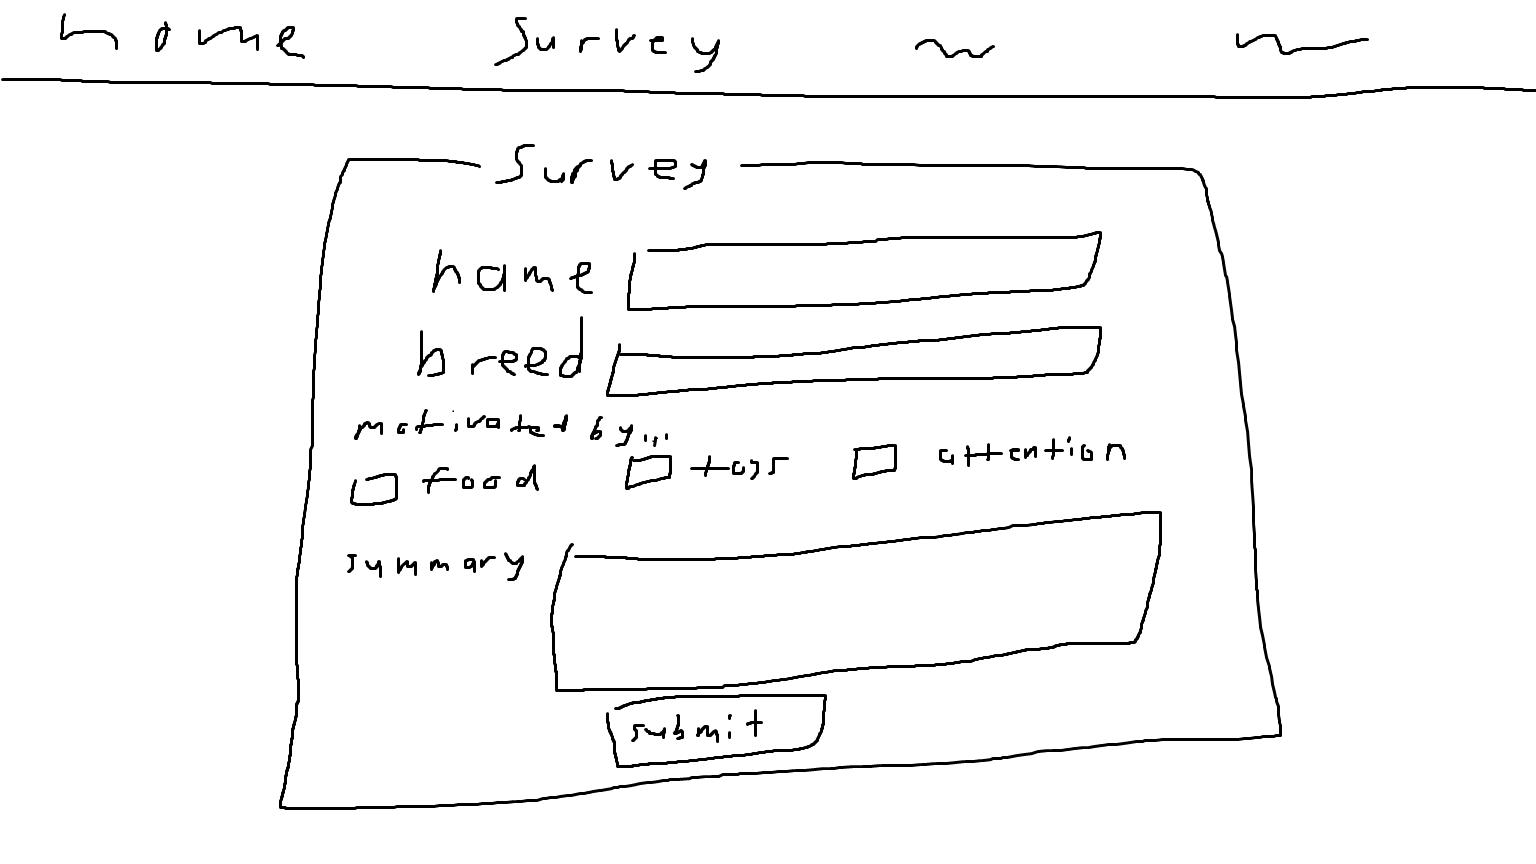 home survey
survey
name
breed
motivated by...
food toys attention
summary
submit